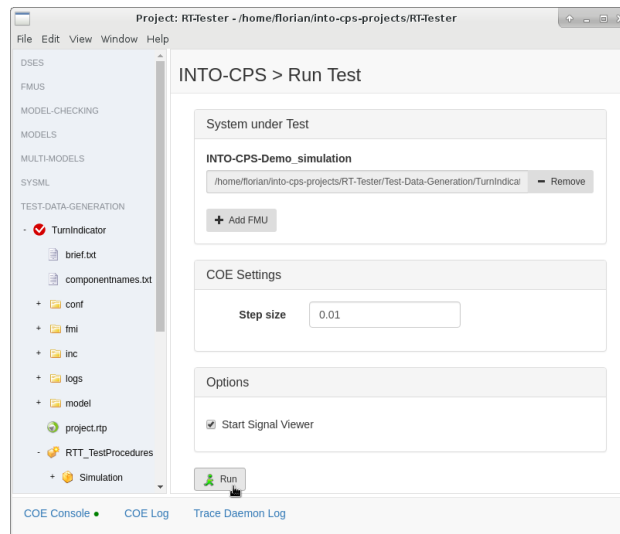 Project: RT-Tester - /home/florian/into-cps-projects/RT-Tester
File Edit View Window Help
DSES
FMUS
MODEL-CHECKING
MODELS
MULTI-MODELS
SYSML
TEST-DATA-GENERATION
- TurnIndicator
brief.txt
componentnames.txt
+ conf
+ fmi
+ inc
+ logs
+ model
project.rtp
- RTT_TestProcedures
+ Simulation
INTO-CPS > Run Test
System under Test
INTO-CPS-Demo_simulation
/home/florian/into-cps-projects/RT-Tester/Test-Data-Generation/TurnIndicat
Remove
Add FMU
COE Settings
Step size 0.01
Options
Start Signal Viewer
Run
COE Console COE Log Trace Daemon Log